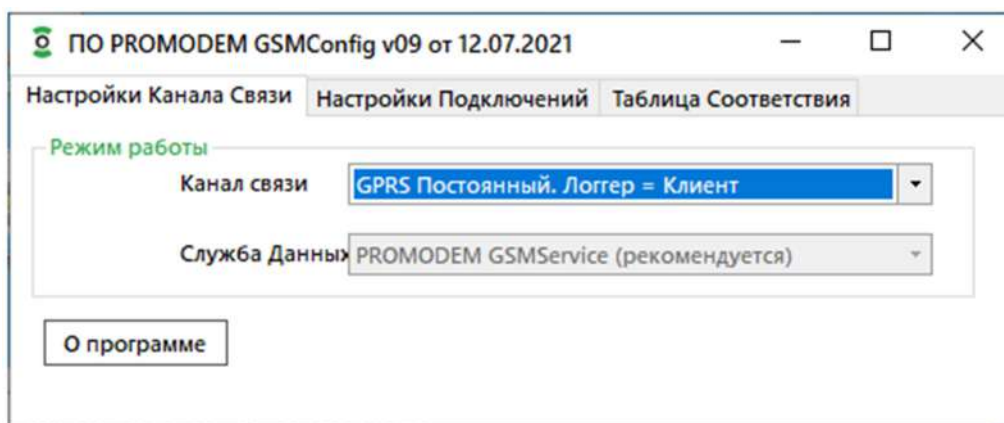 ПО PROMODEM GSMConfig v09 от 12.07.2021
Настройки Канала Связи Настройки Подключений Таблица Соответствия
Режим работы
Канал связи GPRS Постоянный. Логгер = Клиент
Служба Данных PROMODEM GSMService (рекомендуется)
О программе